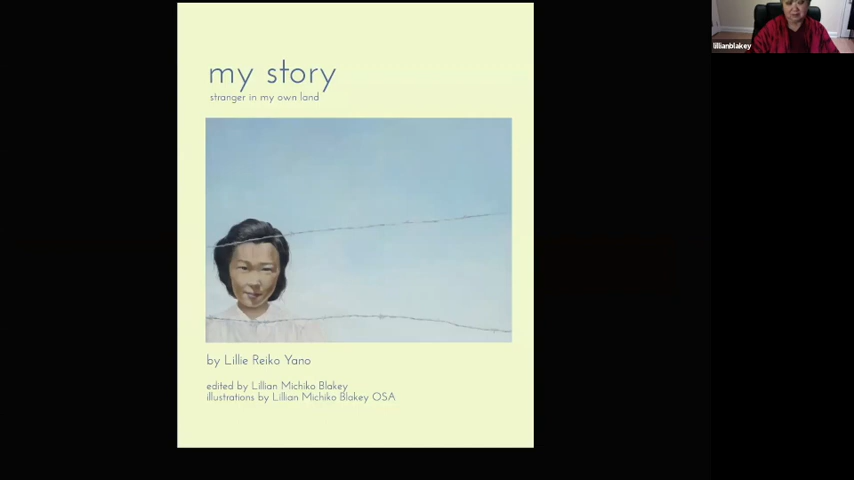 my story
stranger in my own land
by Lillie Reiko Yano
edited by Lillian Michiko Blakey
illustrations by Lillian Michiko Blakey OSA
lillianblakey